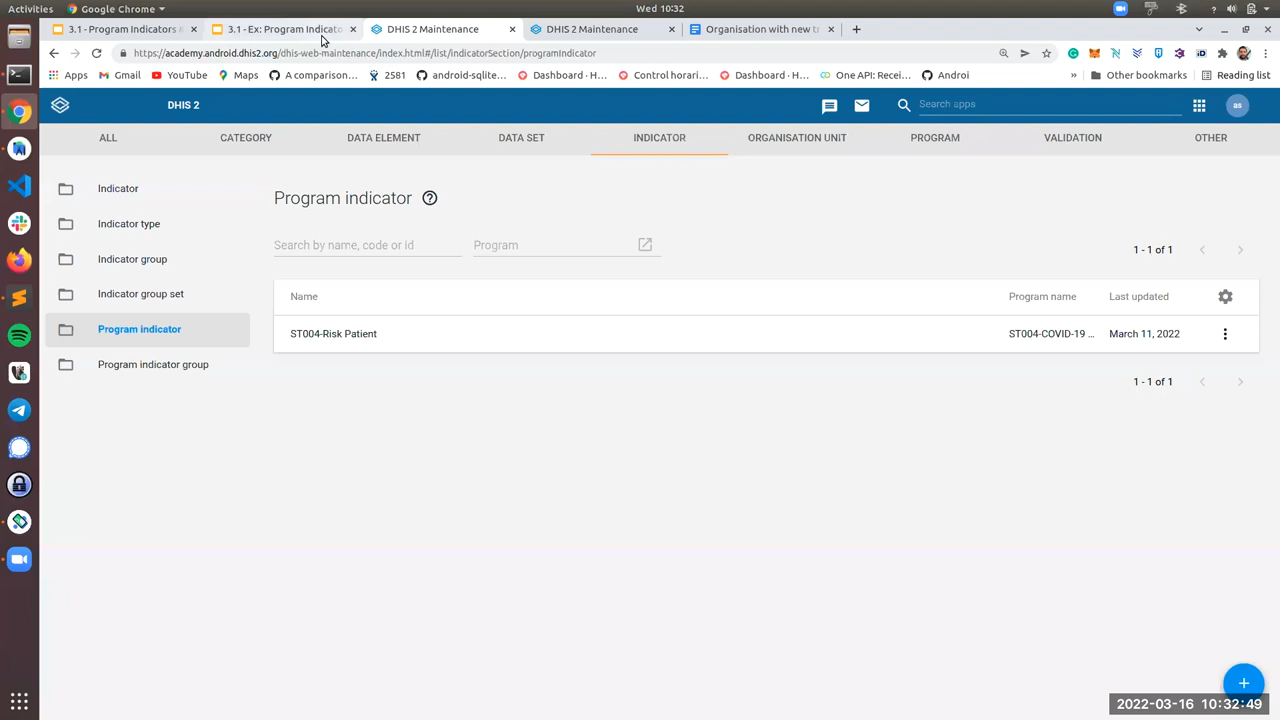 Activities Google Chrome Wed 10:32
3.1 - Program Indicators e 3.1 - Ex: Program Indicato DHIS 2 Maintenance DHIS 2 Maintenance Organisation with new tr
https://academy.android.dhis2.org/dhis-web-maintenance/index.html#/list/indicatorSection/programIndicator
Apps Gmail YouTube Maps A comparison... 2581 android-sqlite... Dashboard - H... Control horari... Dashboard - H... One API: Recei... Androi » Other bookmarks Reading list
DHIS 2 Search apps as
ALL CATEGORY DATA ELEMENT DATA SET INDICATOR ORGANISATION UNIT PROGRAM VALIDATION OTHER
Indicator
Indicator type
Indicator group
Indicator group set
Program indicator
Program indicator group
Program indicator
Search by name, code or id Program 1 - 1 of 1
Name Program name Last updated
ST004-Risk Patient ST004-COVID-19 ... March 11, 2022
1 - 1 of 1
2022-03-16 10:32:49